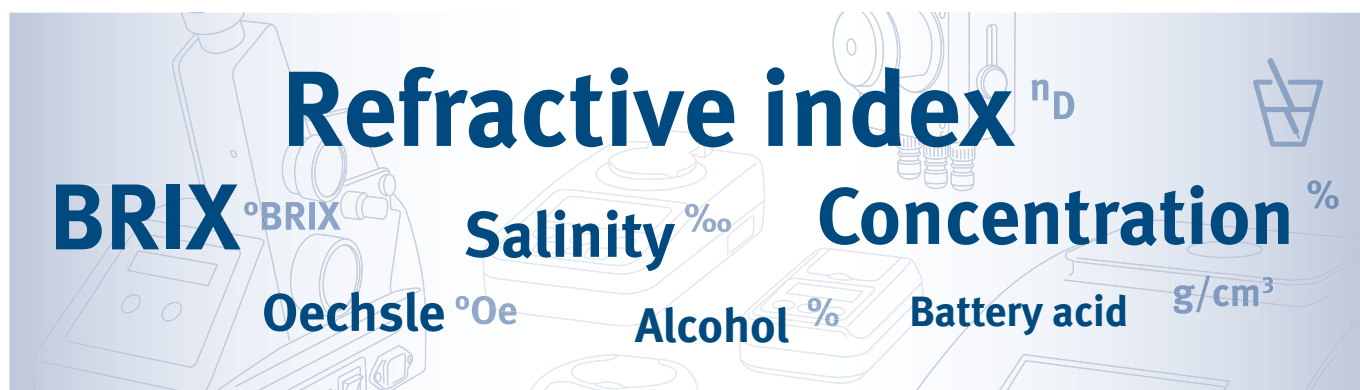 Refractive index nD
BRIX °BRIX
Salinity ‰
Concentration %
Oechsle °Oe
Alcohol %
Battery acid g/cm³